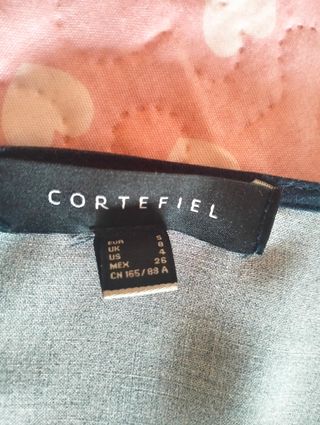 CORTEFIEL
EUR S
UK 8
US 4
MEX 26
CN 165/88 A